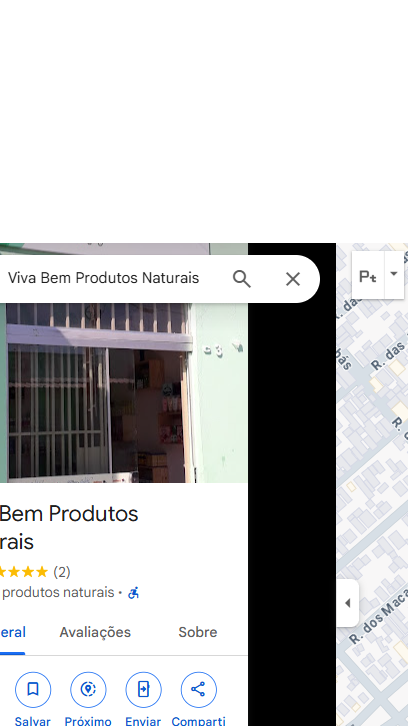 Viva Bem Produtos Naturais
Pt
R. das
Bem Produtos
rais
(2)
produtos naturais ·
eral
Avaliações
Sobre
R. dos Maca
Salvar
Próximo
Enviar
Comparti